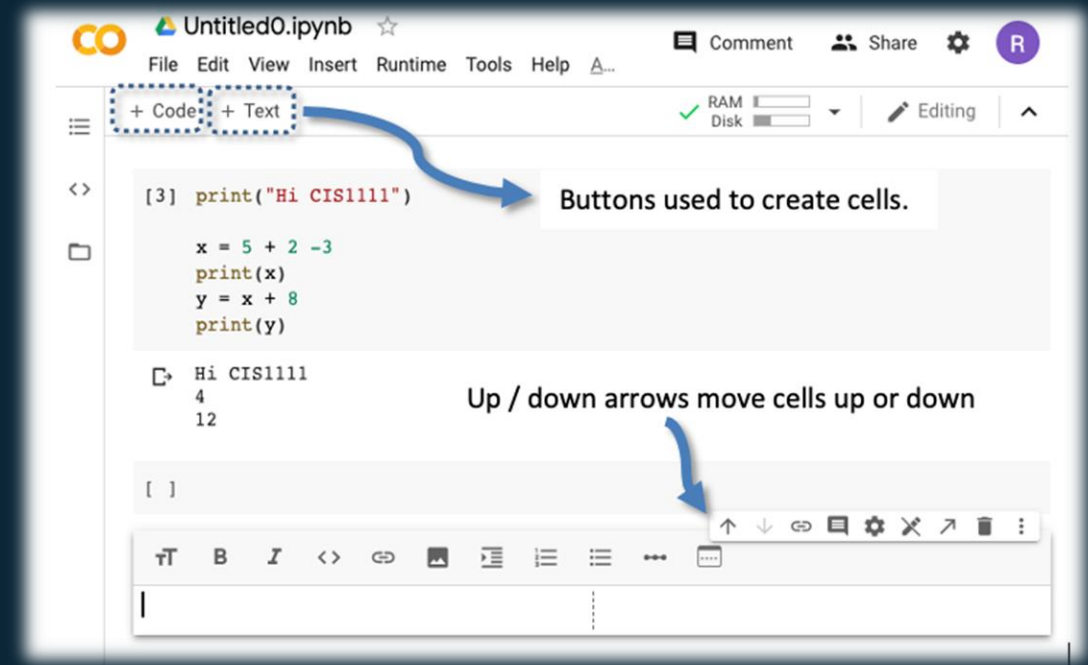 Untitled0.ipynb
Comment Share R
File Edit View Insert Runtime Tools Help A...
+ Code + Text
RAM
Disk
Editing
[3] print("Hi CIS1111")
Buttons used to create cells.
x = 5 + 2 -3
print(x)
y = x + 8
print(y)
Hi CIS1111
4
12
Up / down arrows move cells up or down
[ ]
TT B I <>